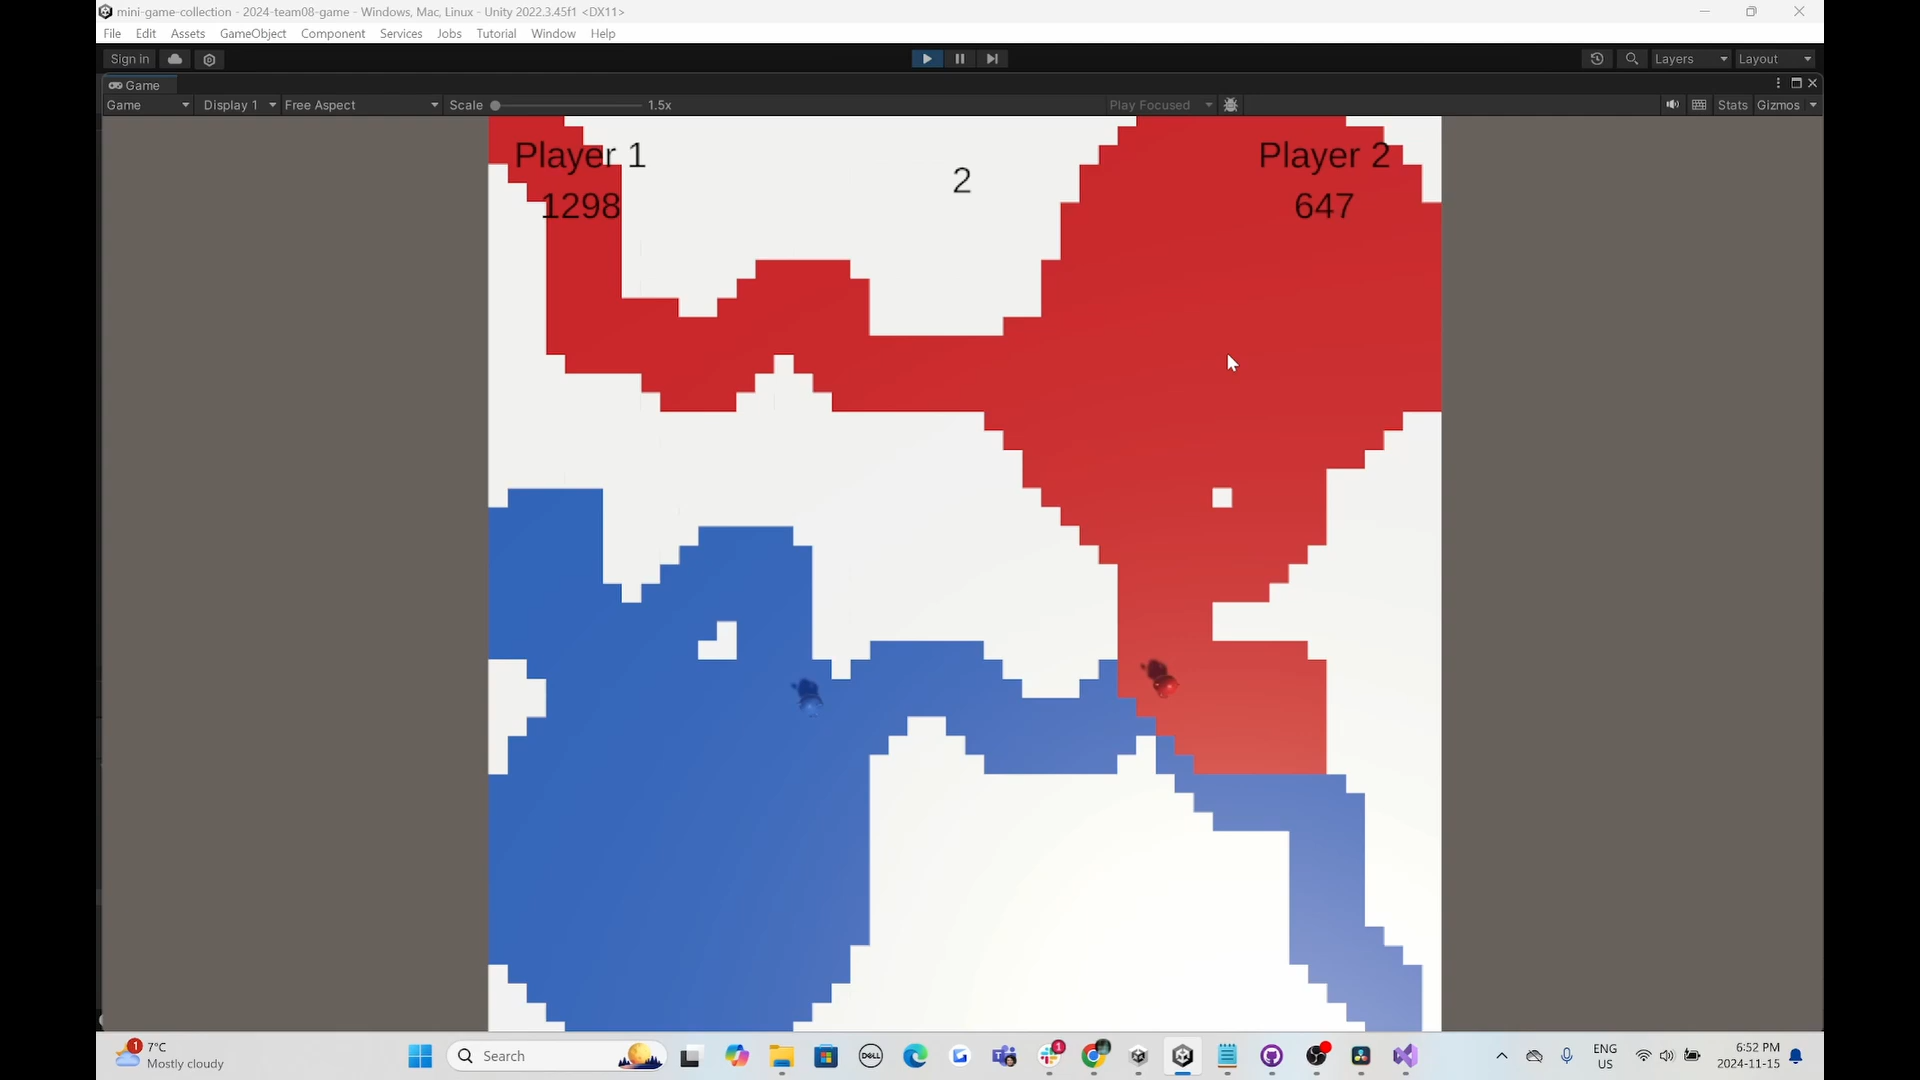 mini-game-collection - 2024-team08-game - Windows, Mac, Linux - Unity 2022.3.45f1 <DX11>
File Edit Assets GameObject Component Services Jobs Tutorial Window Help
Sign in Layers Layout
Game
Game Display 1 Free Aspect Scale 1.5x Play Focused Stats Gizmos
Player 1 2 Player 2
1298 647
1 7°C
Mostly cloudy
Search
DELL
1
ENG
US
6:52 PM
2024-11-15